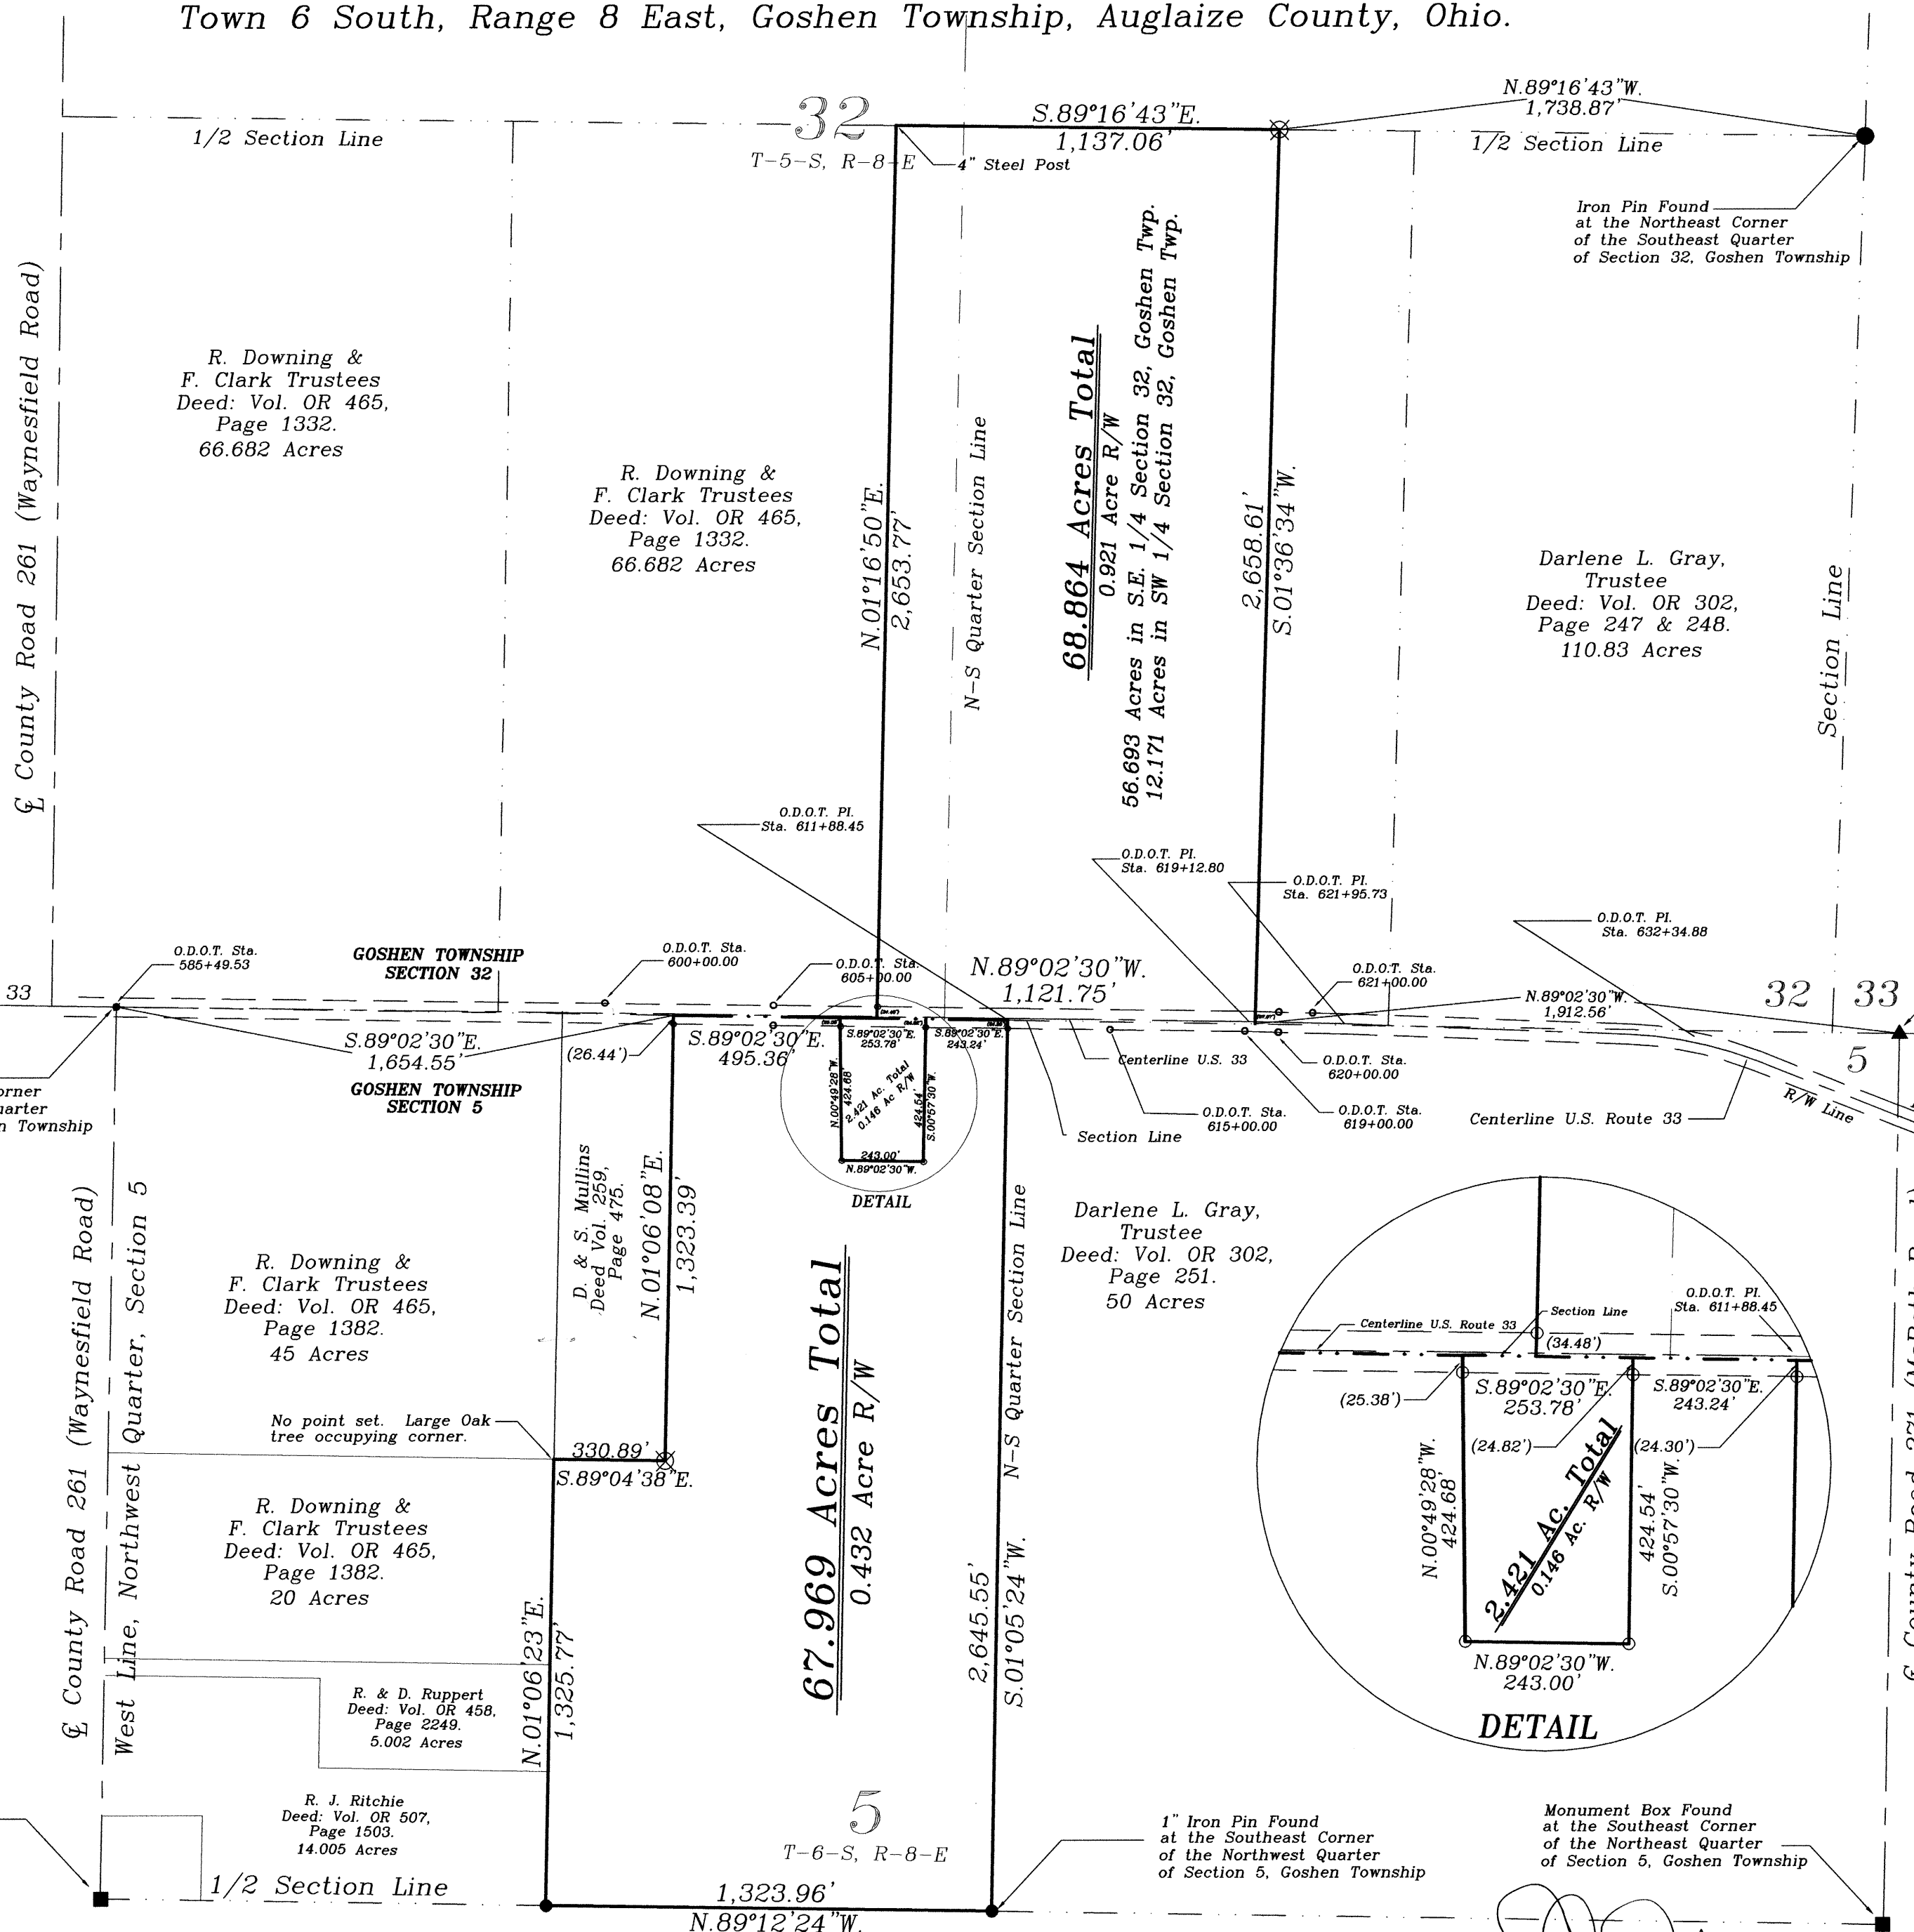 Town 6 South, Range 8 East, Goshen Township, Auglaize County, Ohio.
N.89°16'43"W.
1,738.87'
32
T-5-S, R-8-E
S.89°16'43"E.
1,137.06'
1/2 Section Line
1/2 Section Line
4" Steel Post
Iron Pin Found
at the Northeast Corner
of the Southeast Quarter
of Section 32, Goshen Township
℄ County Road 261 (Waynesfield Road)
R. Downing &
F. Clark Trustees
Deed: Vol. OR 465,
Page 1332.
66.682 Acres
R. Downing &
F. Clark Trustees
Deed: Vol. OR 465,
Page 1332.
66.682 Acres
N.01°16'50"E.
2,653.77'
N-S Quarter Section Line
68.864 Acres Total
0.921 Acre R/W
56.693 Acres in S.E. 1/4 Section 32, Goshen Twp.
12.171 Acres in SW 1/4 Section 32, Goshen Twp.
2,658.61'
S.01°36'34"W.
Darlene L. Gray,
Trustee
Deed: Vol. OR 302,
Page 247 & 248.
110.83 Acres
Section Line
O.D.O.T. PI.
Sta. 611+88.45
O.D.O.T. PI.
Sta. 619+12.80
O.D.O.T. PI.
Sta. 621+95.73
O.D.O.T. PI.
Sta. 632+34.88
O.D.O.T. Sta.
585+49.53
GOSHEN TOWNSHIP
SECTION 32
O.D.O.T. Sta.
600+00.00
O.D.O.T. Sta.
605+00.00
N.89°02'30"W.
1,121.75'
O.D.O.T. Sta.
621+00.00
N.89°02'30"W.
1,912.56'
32
33
33
5
S.89°02'30"E.
1,654.55'
(26.44')
S.89°02'30"E.
495.36'
S.89°02'30"E.
253.78'
S.89°02'30"E.
243.24'
Centerline U.S. 33
O.D.O.T. Sta.
620+00.00
GOSHEN TOWNSHIP
SECTION 5
orner
uarter
n Township
N.00°49'28"W.
424.68'
2.421 Ac. Total
0.146 Ac R/W
424.54'
S.00°57'30"W.
243.00'
N.89°02'30"W.
DETAIL
O.D.O.T. Sta.
615+00.00
O.D.O.T. Sta.
619+00.00
Section Line
Centerline U.S. Route 33
R/W Line
℄ County Road 261 (Waynesfield Road)
West Line, Northwest Quarter, Section 5
D. & S. Mullins
Deed Vol. 259,
Page 475.
N.01°06'08"E.
1,323.39'
R. Downing &
F. Clark Trustees
Deed: Vol. OR 465,
Page 1382.
45 Acres
No point set. Large Oak
tree occupying corner.
330.89'
S.89°04'38"E.
R. Downing &
F. Clark Trustees
Deed: Vol. OR 465,
Page 1382.
20 Acres
N.01°06'23"E.
1,325.77'
67.969 Acres Total
0.432 Acre R/W
2,645.55'
S.01°05'24"W.
N-S Quarter Section Line
Darlene L. Gray,
Trustee
Deed: Vol. OR 302,
Page 251.
50 Acres
O.D.O.T. PI.
Sta. 611+88.45
Section Line
Centerline U.S. Route 33
(34.48')
(25.38')
S.89°02'30"E.
253.78'
S.89°02'30"E.
243.24'
(24.82')
(24.30')
N.00°49'28"W.
424.68'
2.421 Ac. Total
0.146 Ac. R/W
424.54'
S.00°57'30"W.
N.89°02'30"W.
243.00'
DETAIL
R. & D. Ruppert
Deed: Vol. OR 458,
Page 2249.
5.002 Acres
R. J. Ritchie
Deed: Vol. OR 507,
Page 1503.
14.005 Acres
1/2 Section Line
5
T-6-S, R-8-E
1,323.96'
N.89°12'24"W.
1" Iron Pin Found
at the Southeast Corner
of the Northwest Quarter
of Section 5, Goshen Township
Monument Box Found
at the Southeast Corner
of the Northeast Quarter
of Section 5, Goshen Township